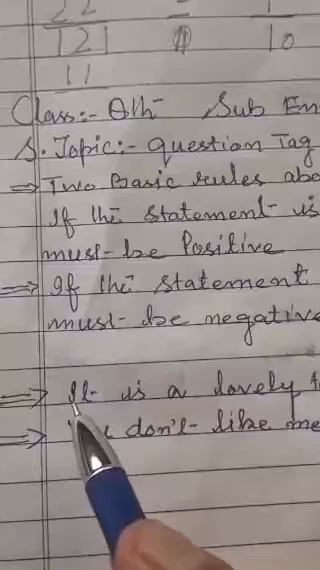 22
121 10
11
Class:- 8th Sub En
S. Topic:- Question Tag
⇒ Two Basic rules abo
If the statement is
must be Positive
⇒ If the statement
must be negative
⇒ It is a lovely
⇒ don't like me